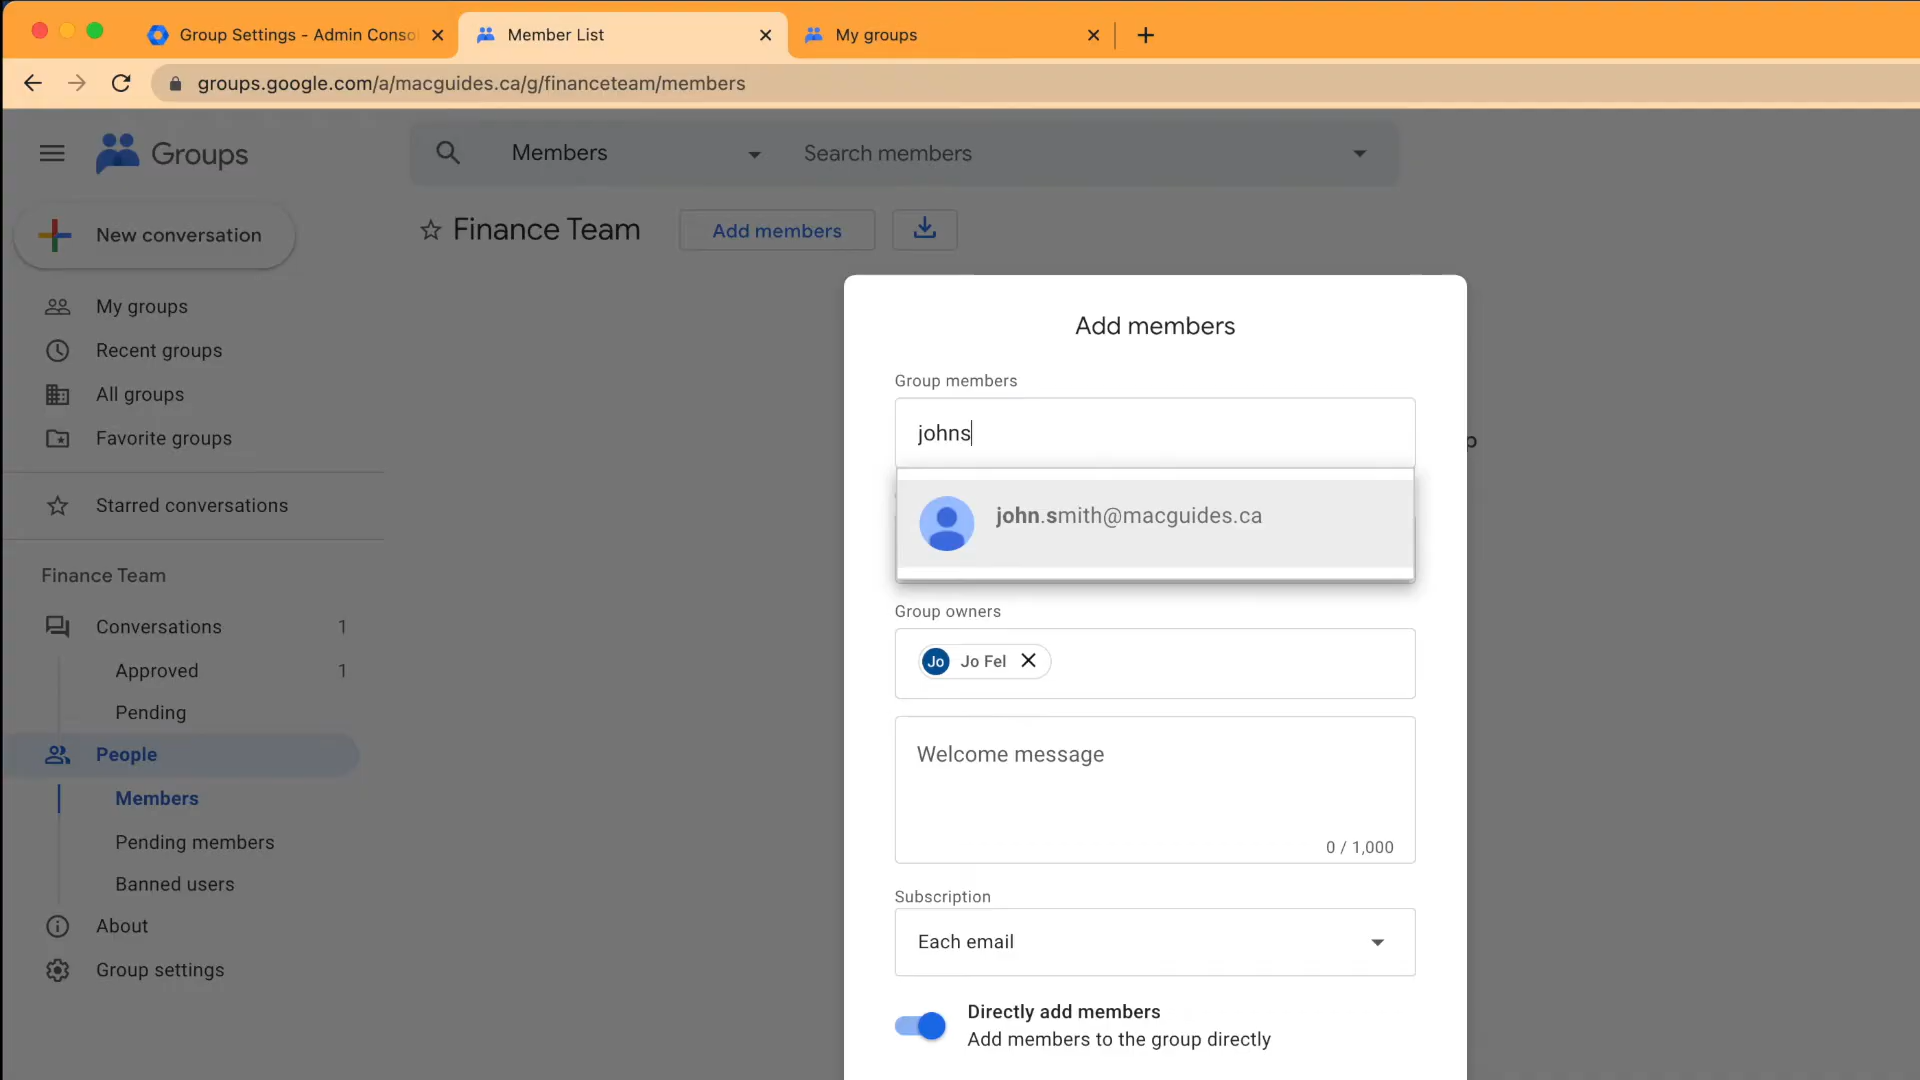 Group Settings - Admin Conso
Member List
My groups
groups.google.com/a/macguides.ca/g/financeteam/members
Groups
Members
Search members
New conversation
Finance Team
Add members
My groups
Recent groups
All groups
Favorite groups
Starred conversations
Finance Team
Conversations 1
Approved 1
Pending
People
Members
Pending members
Banned users
About
Group settings
Add members
Group members
johns
john.smith@macguides.ca
Group owners
Jo Jo Fel
Welcome message
0 / 1,000
Subscription
Each email
Directly add members
Add members to the group directly